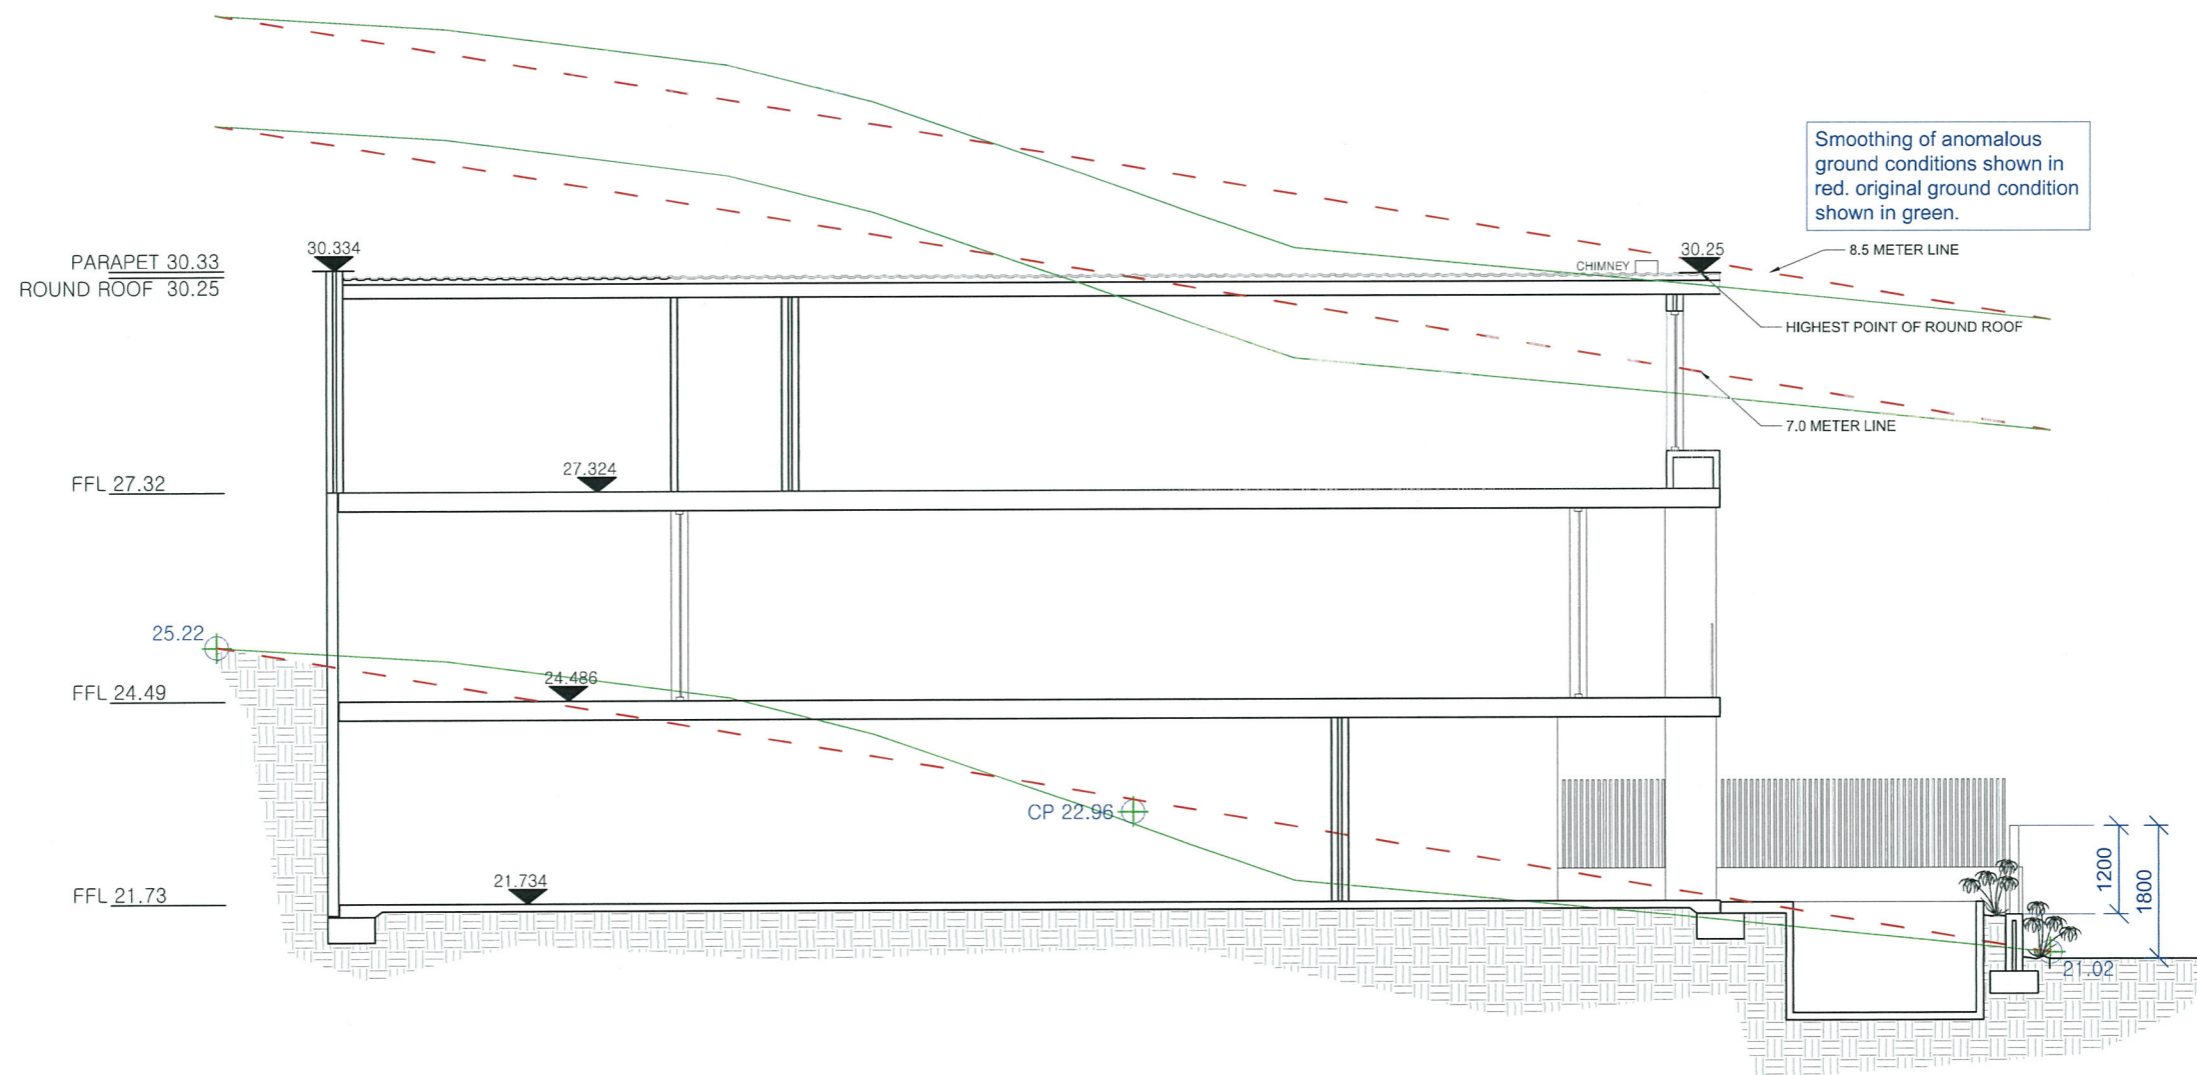 Smoothing of anomalous
ground conditions shown in
red. original ground condition
shown in green.
30.334
PARAPET 30.33
ROUND ROOF 30.25
CHIMNEY
30.25
8.5 METER LINE
HIGHEST POINT OF ROUND ROOF
7.0 METER LINE
27.324
FFL 27.32
25.22
24.486
FFL 24.49
CP 22.96
21.734
FFL 21.73
1200
1800
21.02